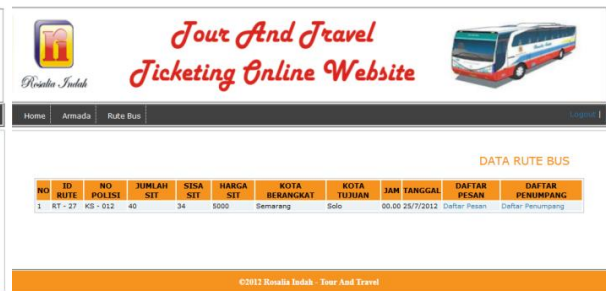 Tour And Travel
Ticketing Online Website
Rosalia Indah
Home Armada Rute Bus Logout
DATA RUTE BUS
NO ID RUTE NO POLISI JUMLAH SIT SISA SIT HARGA SIT KOTA BERANGKAT KOTA TUJUAN JAM TANGGAL DAFTAR PESAN DAFTAR PENUMPANG
1 RT - 27 KS - 012 40 34 5000 Semarang Solo 00.00 25/7/2012 Daftar Pesan Daftar Penumpang
©2012 Rosalia Indah - Tour And Travel